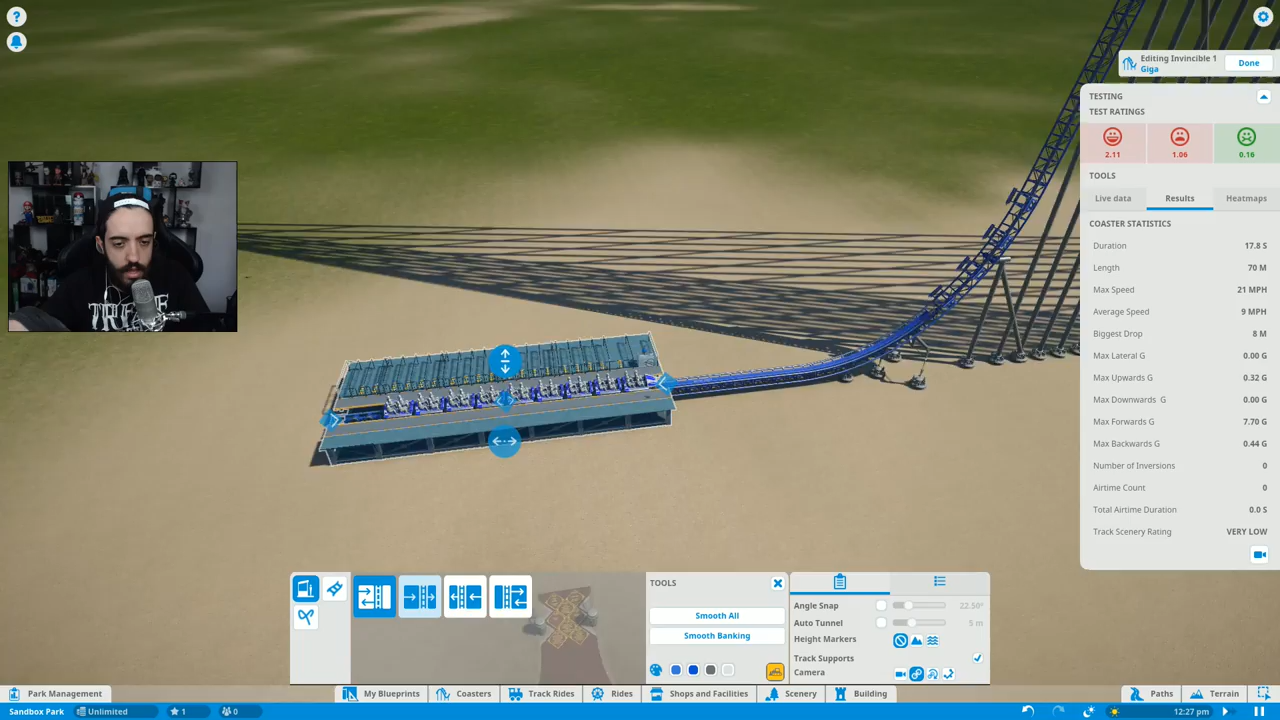 ?
Editing Invincible 1
Giga
Done
TESTING
TEST RATINGS
2.11
1.06
0.16
TOOLS
Live data
Results
Heatmaps
COASTER STATISTICS
Duration 17.8 S
Length 70 M
Max Speed 21 MPH
Average Speed 9 MPH
Biggest Drop 8 M
Max Lateral G 0.00 G
Max Upwards G 0.32 G
Max Downwards G 0.00 G
Max Forwards G 7.70 G
Max Backwards G 0.44 G
Number of Inversions 0
Airtime Count 0
Total Airtime Duration 0.0 S
Track Scenery Rating VERY LOW
TOOLS
Smooth All
Smooth Banking
Angle Snap 22.50°
Auto Tunnel 5 m
Height Markers
Track Supports
Camera
Park Management
My Blueprints
Coasters
Track Rides
Rides
Shops and Facilities
Scenery
Building
Paths
Terrain
Sandbox Park
Unlimited
1
0
12:27 pm